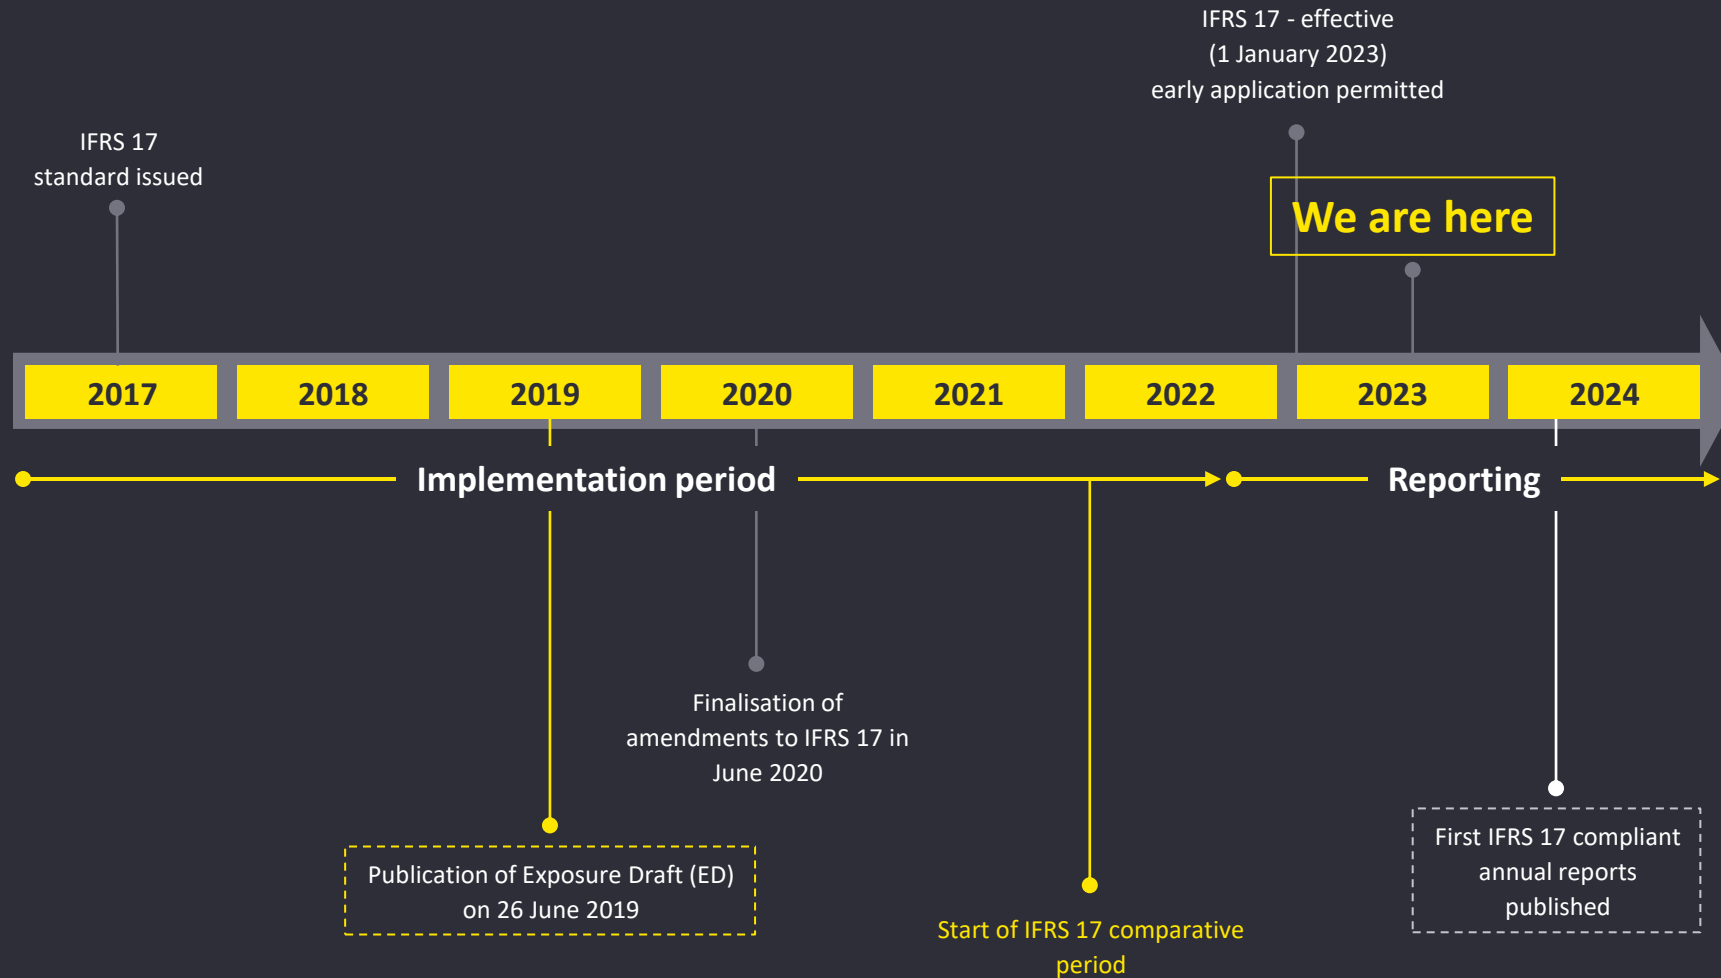 IFRS 17 - effective
(1 January 2023)
early application permitted
IFRS 17
standard issued
We are here
2017
2018
2019
2020
2021
2022
2023
2024
Implementation period
Reporting
Finalisation of
amendments to IFRS 17 in
June 2020
Publication of Exposure Draft (ED)
on 26 June 2019
Start of IFRS 17 comparative
period
First IFRS 17 compliant
annual reports
published